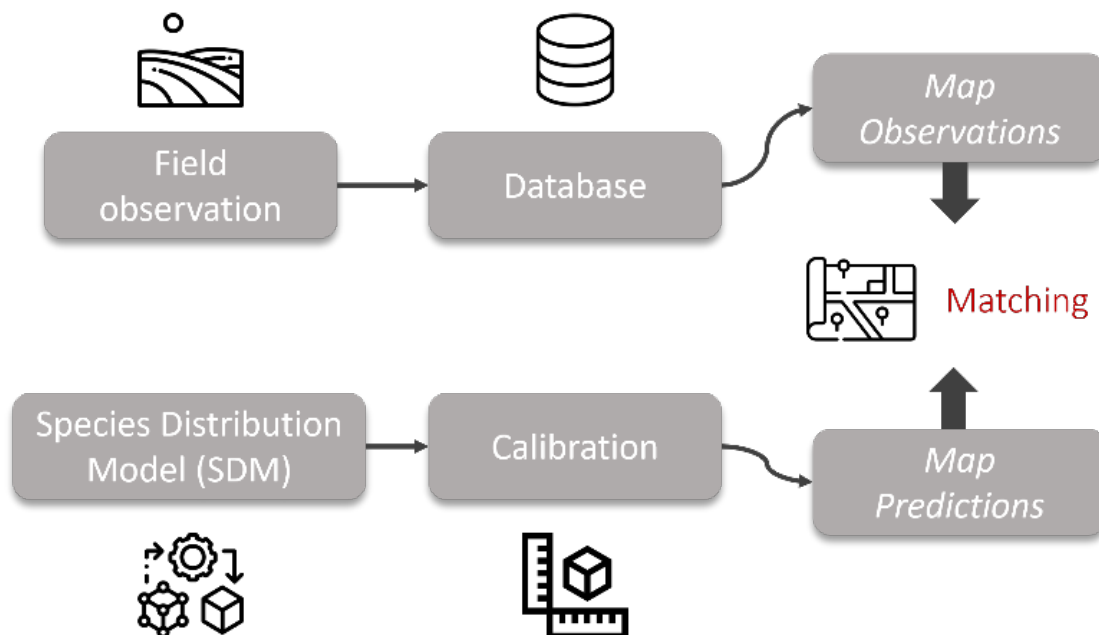 Field
observation
Database
Map
Observations
Matching
Species Distribution
Model (SDM)
Calibration
Map
Predictions